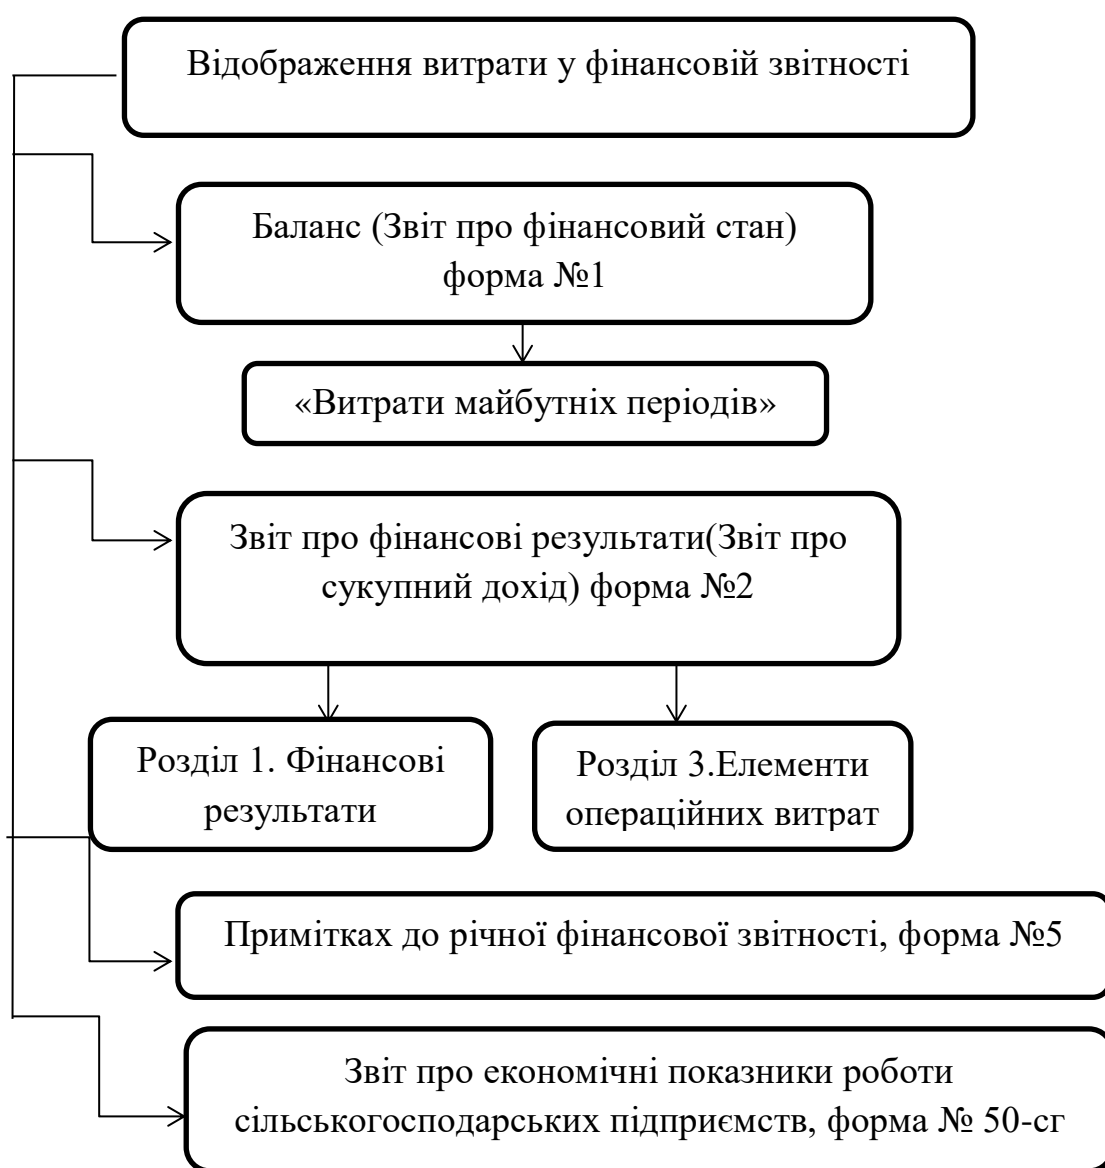 Відображення витрати у фінансовій звітності
Баланс (Звіт про фінансовий стан)
форма №1
«Витрати майбутніх періодів»
Звіт про фінансові результати(Звіт про
сукупний дохід) форма №2
Розділ 1. Фінансові
результати
Розділ 3.Елементи
операційних витрат
Примітках до річної фінансової звітності, форма №5
Звіт про економічні показники роботи
сільськогосподарських підприємств, форма № 50-сг